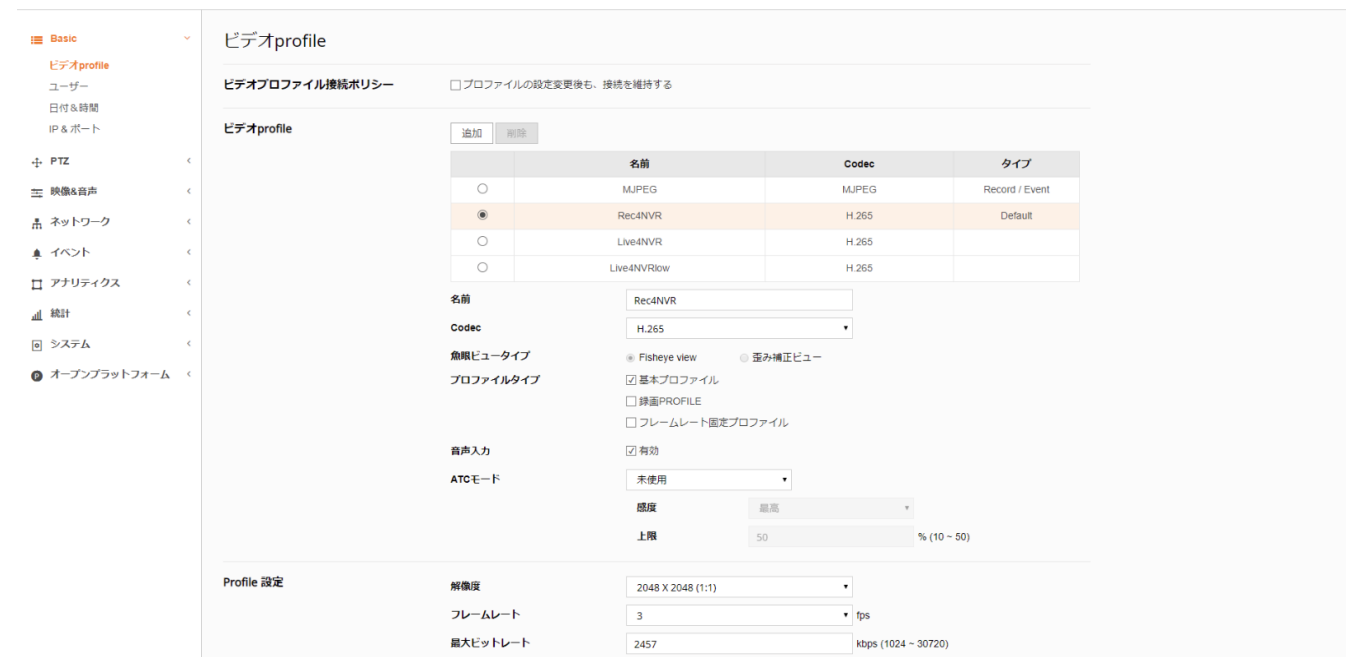 Basic
ビデオprofile
ユーザー
日付&時間
IP & ポート
PTZ
映像&音声
ネットワーク
イベント
アナリティクス
統計
システム
オープンプラットフォーム
ビデオprofile
ビデオプロファイル接続ポリシー
プロファイルの設定変更後も、接続を維持する
ビデオprofile
追加 削除
名前 Codec タイプ
MJPEG MJPEG Record / Event
Rec4NVR H.265 Default
Live4NVR H.265
Live4NVRlow H.265
名前 Rec4NVR
Codec H.265
魚眼ビュータイプ Fisheye view 歪み補正ビュー
プロファイルタイプ 基本プロファイル
録画PROFILE
フレームレート固定プロファイル
音声入力 有効
ATCモード 未使用
感度 最高
上限 50 % (10 ~ 50)
Profile 設定
解像度 2048 X 2048 (1:1)
フレームレート 3 fps
最大ビットレート 2457 kbps (1024 ~ 30720)